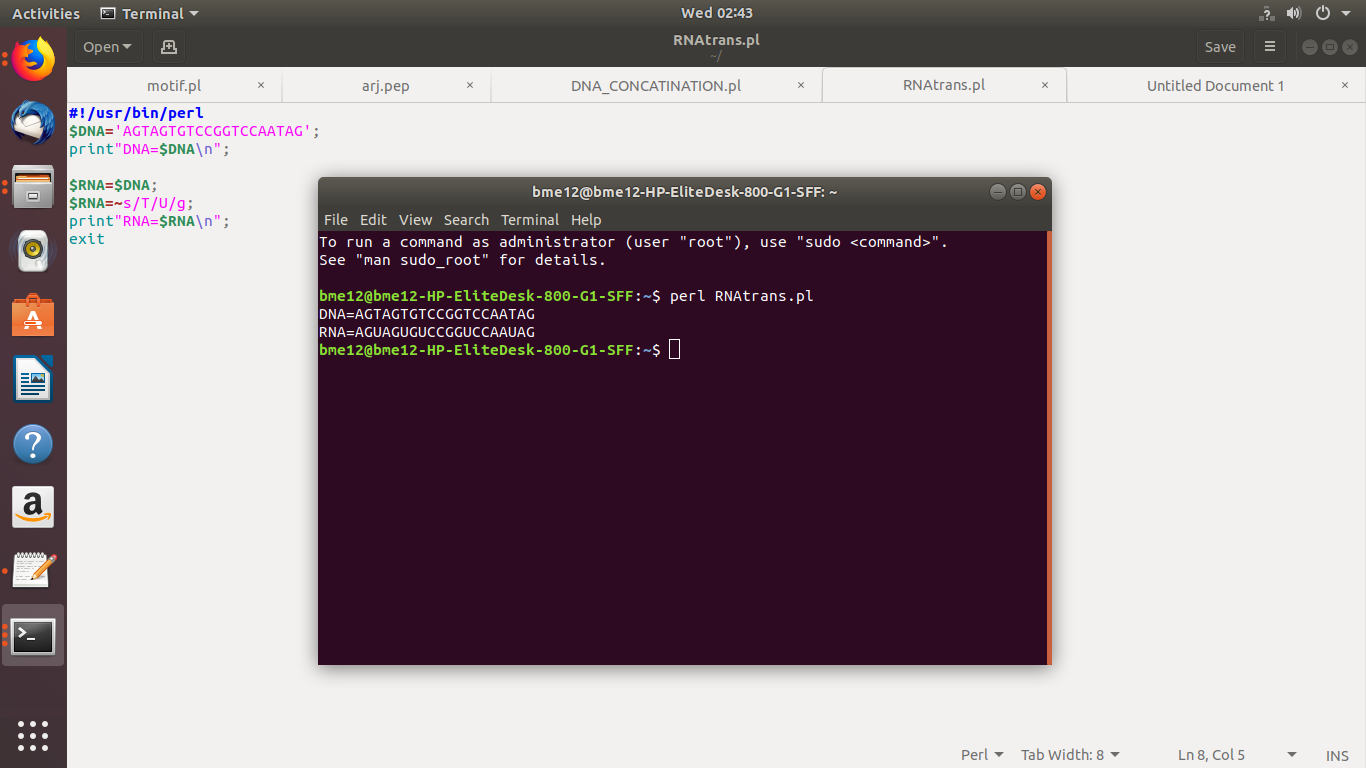 Activities Terminal Wed 02:43
Open RNAtrans.pl Save
~/
motif.pl × arj.pep × DNA_CONCATINATION.pl × RNAtrans.pl × Untitled Document 1 ×
#!/usr/bin/perl
$DNA='AGTAGTGTCCGGTCCAATAG';
print"DNA=$DNA\n";
$RNA=$DNA;
$RNA=~s/T/U/g;
print"RNA=$RNA\n";
exit
bme12@bme12-HP-EliteDesk-800-G1-SFF: ~
File Edit View Search Terminal Help
To run a command as administrator (user "root"), use "sudo <command>".
See "man sudo_root" for details.
bme12@bme12-HP-EliteDesk-800-G1-SFF:~$ perl RNAtrans.pl
DNA=AGTAGTGTCCGGTCCAATAG
RNA=AGUAGUGUCCGGUCCAAUAG
bme12@bme12-HP-EliteDesk-800-G1-SFF:~$
Perl Tab Width: 8 Ln 8, Col 5 INS